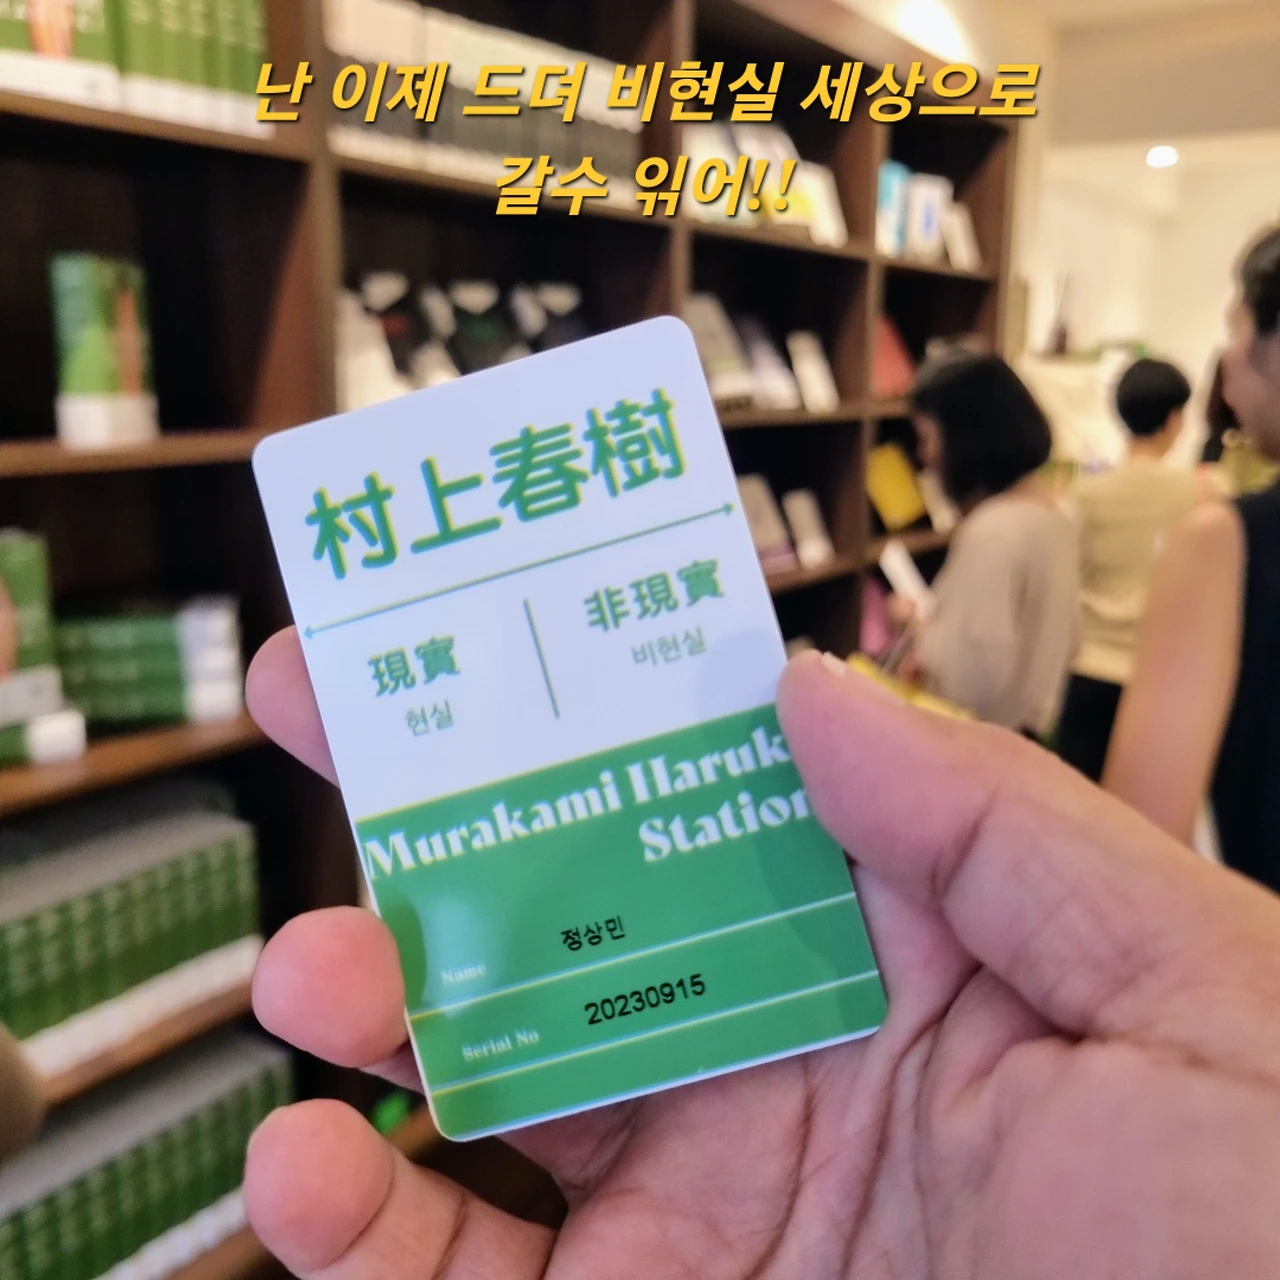 난 이제 드뎌 비현실 세상으로
갈수 읶어!!
村上春樹
現實
非現實
현실
비현실
Murakami Haruk
Station
Name 정상민
Serial No 20230915